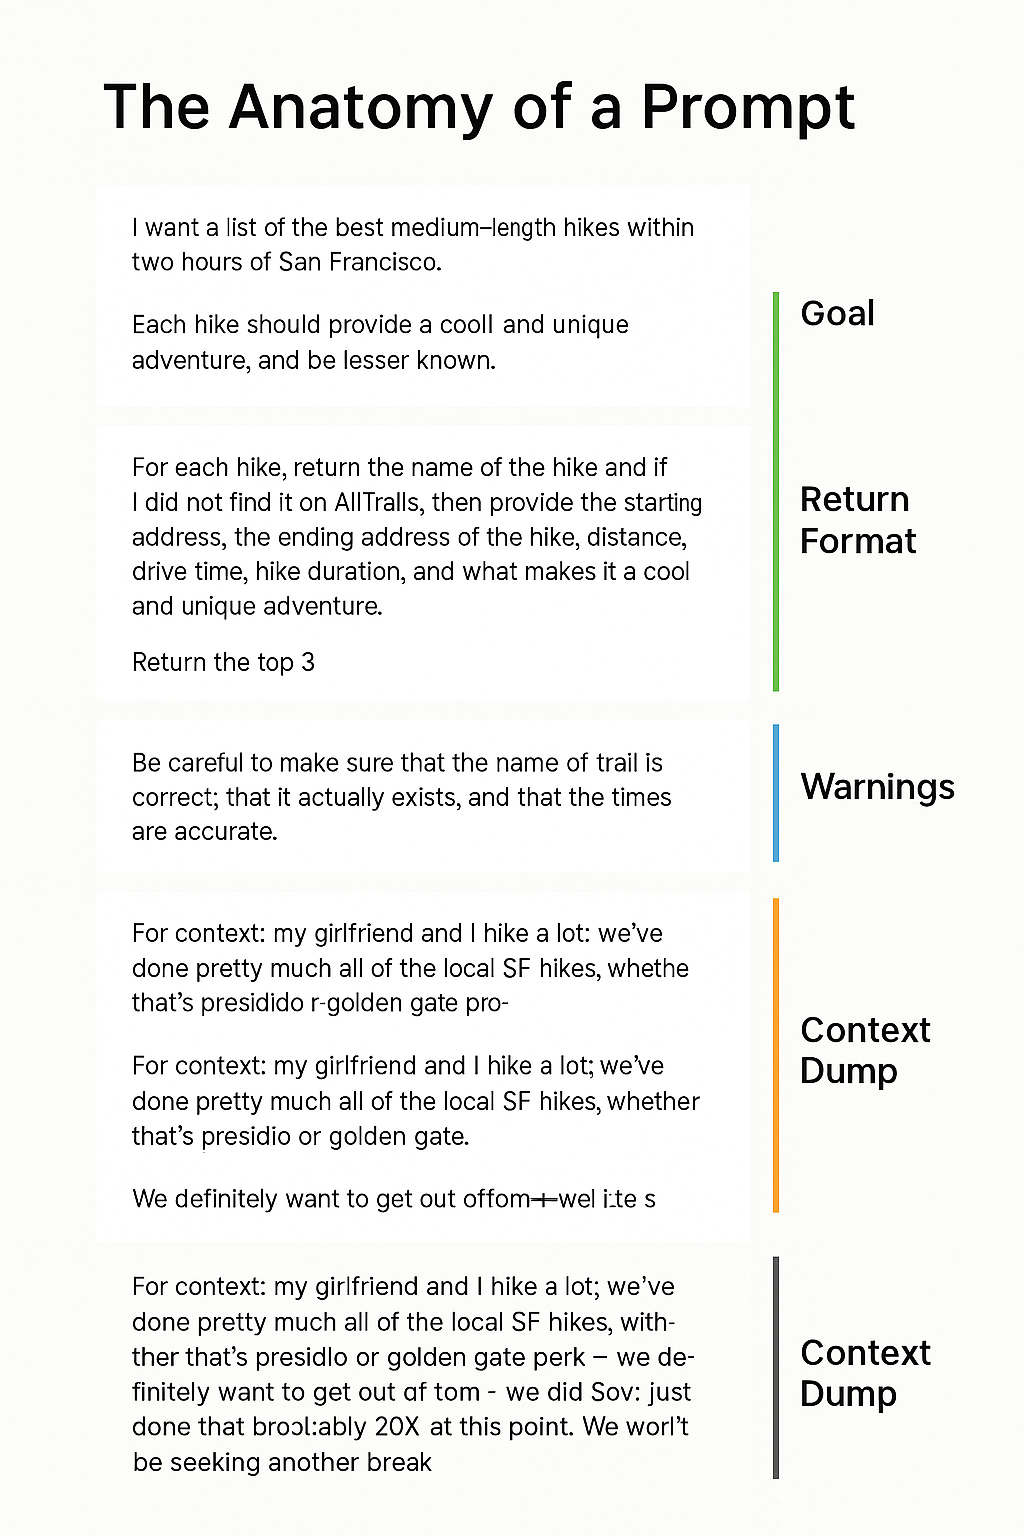 The Anatomy of a Prompt
I want a list of the best medium–length hikes within
two hours of San Francisco.
Each hike should provide a cooll and unique
adventure, and be lesser known.
Goal
For each hike, return the name of the hike and if
I did not find it on AllTralls, then provide the starting
address, the ending address of the hike, distance,
drive time, hike duration, and what makes it a cool
and unique adventure.
Return the top 3
Return
Format
Be careful to make sure that the name of trail is
correct; that it actually exists, and that the times
are accurate.
Warnings
For context: my girlfriend and I hike a lot: we've
done pretty much all of the local SF hikes, whethe
that's presidido r-golden gate pro-
For context: my girlfriend and I hike a lot; we've
done pretty much all of the local SF hikes, whether
that's presidio or golden gate.
We definitely want to get out offom wel s
Context
Dump
For context: my girlfriend and I hike a lot; we've
done pretty much all of the local SF hikes, with-
ther that's presidlo or golden gate perk – we de-
finitely want to get out of tom - we did Sov: just
done that 20X at this point. We worl't
be seeking another break
Context
Dump